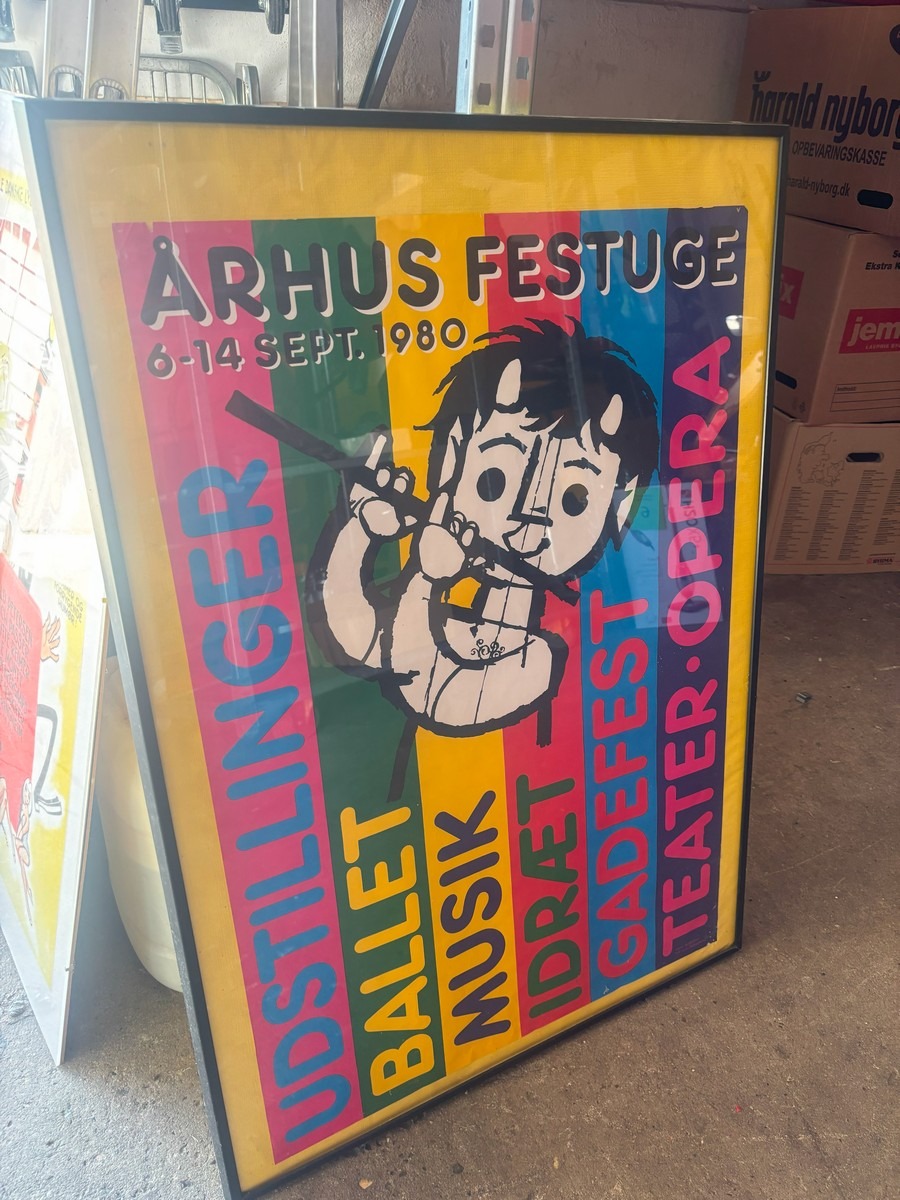 ÅRHUS FESTUGE
6-14 SEPT. 1980
UDSTILLINGER
BALLET
MUSIK
IDRÆT
GADEFEST
TEATER·OPERA
harald nyborg
OPBEVARINGSKASSE
harald-nyborg.dk
Ekstra
jem